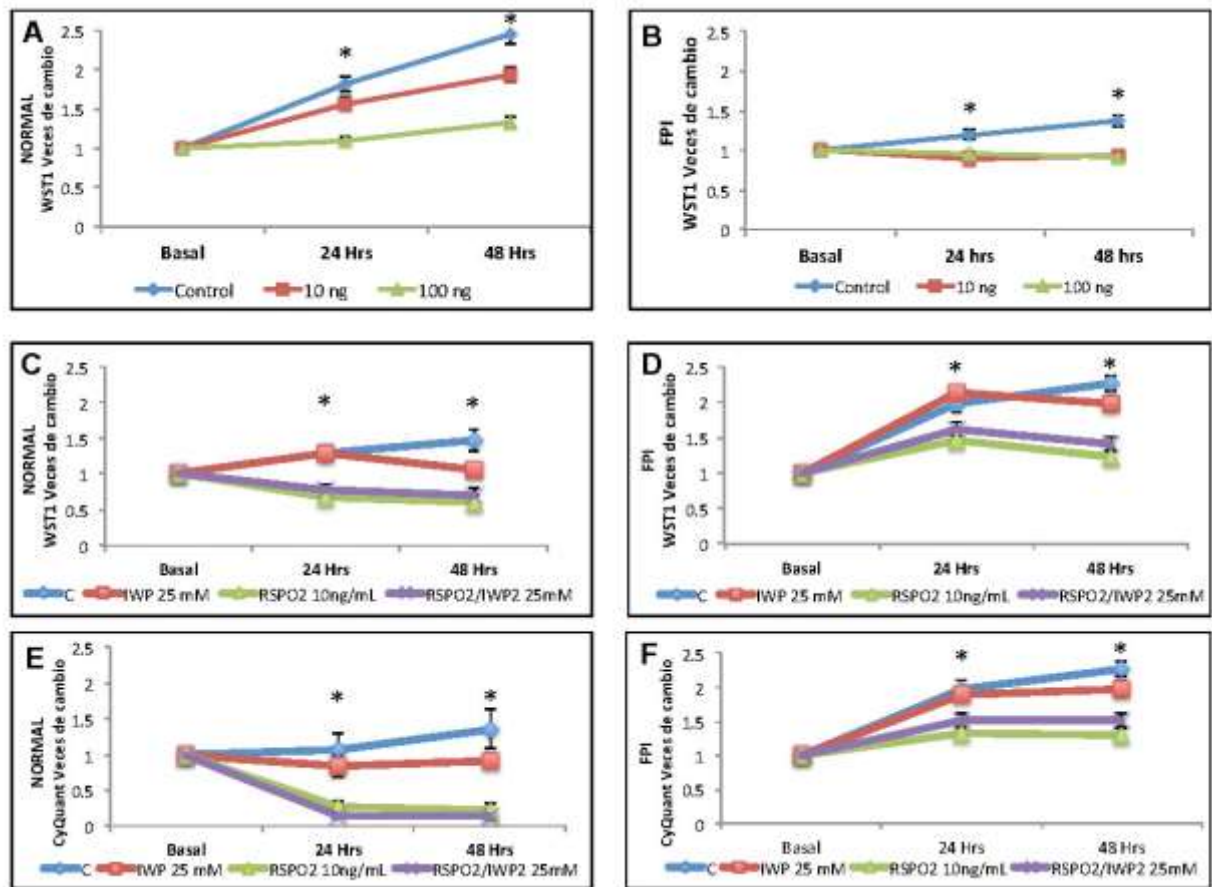 A
NORMAL
WST1 Veces de cambio
2.5
2
1.5
1
0.5
0
*
*
Basal
24 Hrs
48 Hrs
Control
10 ng
100 ng
B
FPI
WST1 Veces de cambio
2.5
2
1.5
1
0.5
0
*
*
Basal
24 hrs
48 hrs
Control
10 ng
100 ng
C
NORMAL
WST1 Veces de cambio
2.5
2
1.5
1
0.5
0
*
*
Basal
24 Hrs
48 Hrs
C
IWP 25 mM
RSPO2 10ng/mL
RSPO2/IWP2 25mM
D
FPI
WST1 Veces de cambio
2.5
2
1.5
1
0.5
0
*
*
Basal
24 Hrs
48 Hrs
C
IWP 25 mM
RSPO2 10ng/mL
RSPO2/IWP2 25mM
E
NORMAL
CyQuant Veces de cambio
2.5
2
1.5
1
0.5
0
*
*
Basal
24 Hrs
48 Hrs
C
IWP 25 mM
RSPO2 10ng/mL
RSPO2/IWP2 25mM
F
FPI
CyQuant Veces de cambio
2.5
2
1.5
1
0.5
0
*
*
Basal
24 Hrs
48 Hrs
C
IWP 25 mM
RSPO2 10ng/mL
RSPO2/IWP2 25mM